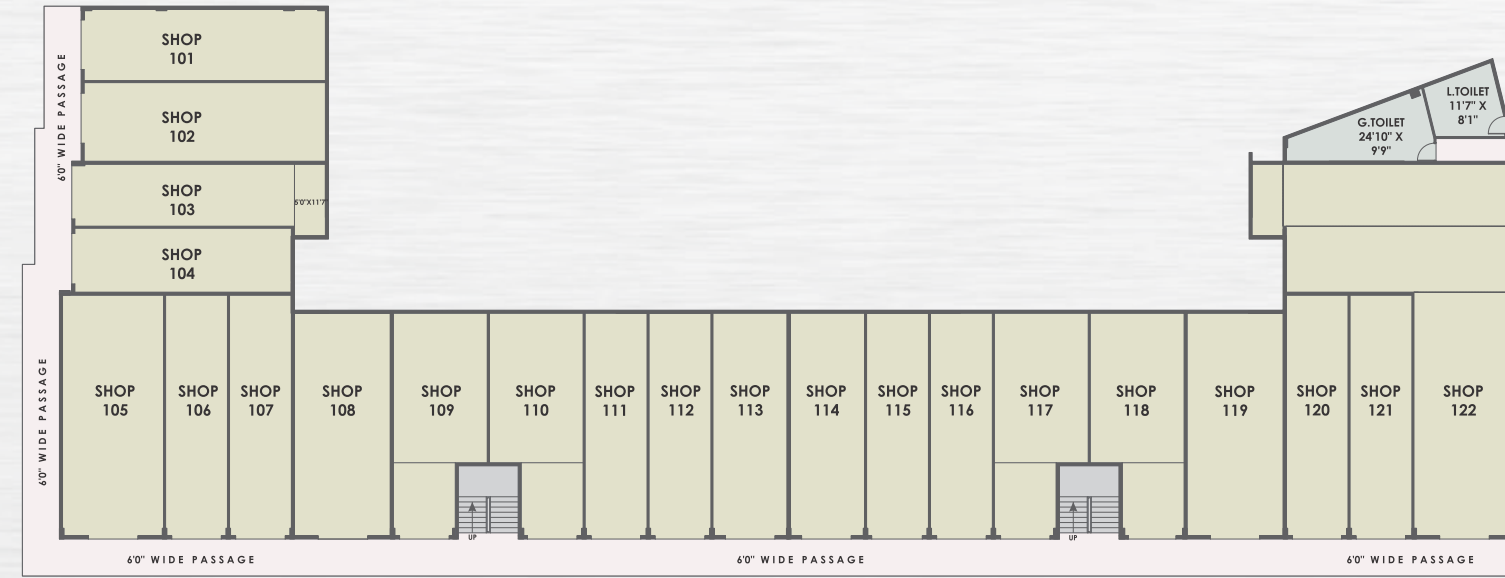 SHOP
101
6'0" WIDE PASSAGE
SHOP
102
SHOP
103
6'0"X11'7"
SHOP
104
L.TOILET
11'7" X
8'1"
G.TOILET
24'10" X
9'9"
6'0" WIDE PASSAGE
SHOP
105
SHOP
106
SHOP
107
SHOP
108
SHOP
109
SHOP
110
SHOP
111
SHOP
112
SHOP
113
SHOP
114
SHOP
115
SHOP
116
SHOP
117
SHOP
118
SHOP
119
SHOP
120
SHOP
121
SHOP
122
UP
UP
6'0" WIDE PASSAGE
6'0" WIDE PASSAGE
6'0" WIDE PASSAGE